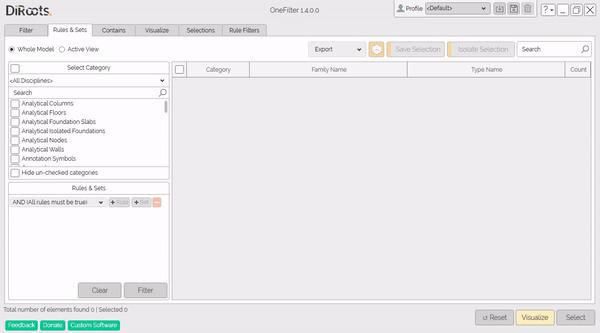 DiRoots.
OneFilter 1.4.0.0
Profile <Default>
?
Filter Rules & Sets Contains Visualize Selections Rule Filters
Whole Model Active View
Export Save Selection Isolate Selection Search
Select Category
<All Disciplines>
Search
Analytical Columns
Analytical Floors
Analytical Foundation Slabs
Analytical Isolated Foundations
Analytical Nodes
Analytical Walls
Annotation Symbols
Hide un-checked categories
Category Family Name Type Name Count
Rules & Sets
AND (All rules must be true) Rule Set
Clear Filter
Total number of elements found 0 | Selected 0
Feedback Donate Custom Software
Reset Visualize Select